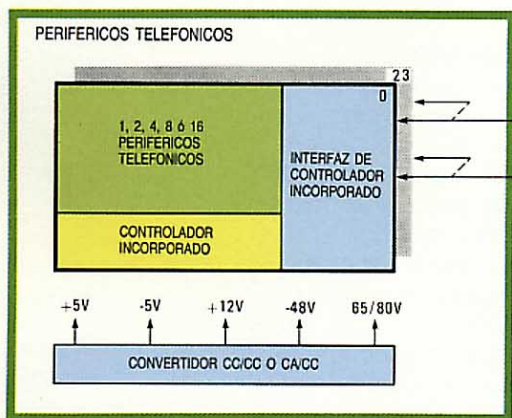 PERIFERICOS TELEFONICOS
23
0
1, 2, 4, 8 ó 16
PERIFERICOS
TELEFONICOS
INTERFAZ DE
CONTROLADOR
INCORPORADO
CONTROLADOR
INCORPORADO
+5V -5V +12V -48V 65/80V
CONVERTIDOR CC/CC O CA/CC